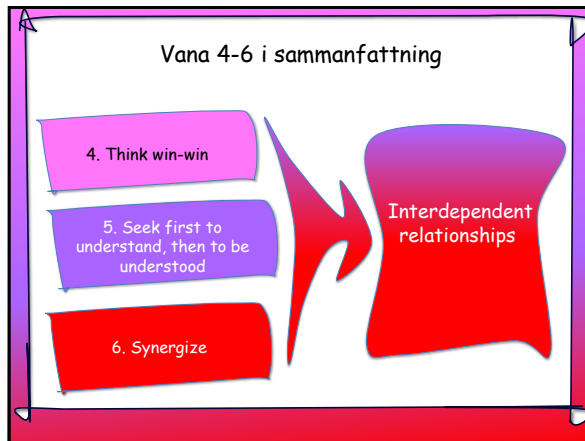 Vana 4-6 i sammanfattning
4. Think win-win
5. Seek first to
understand, then to be
understood
6. Synergize
Interdependent
relationships